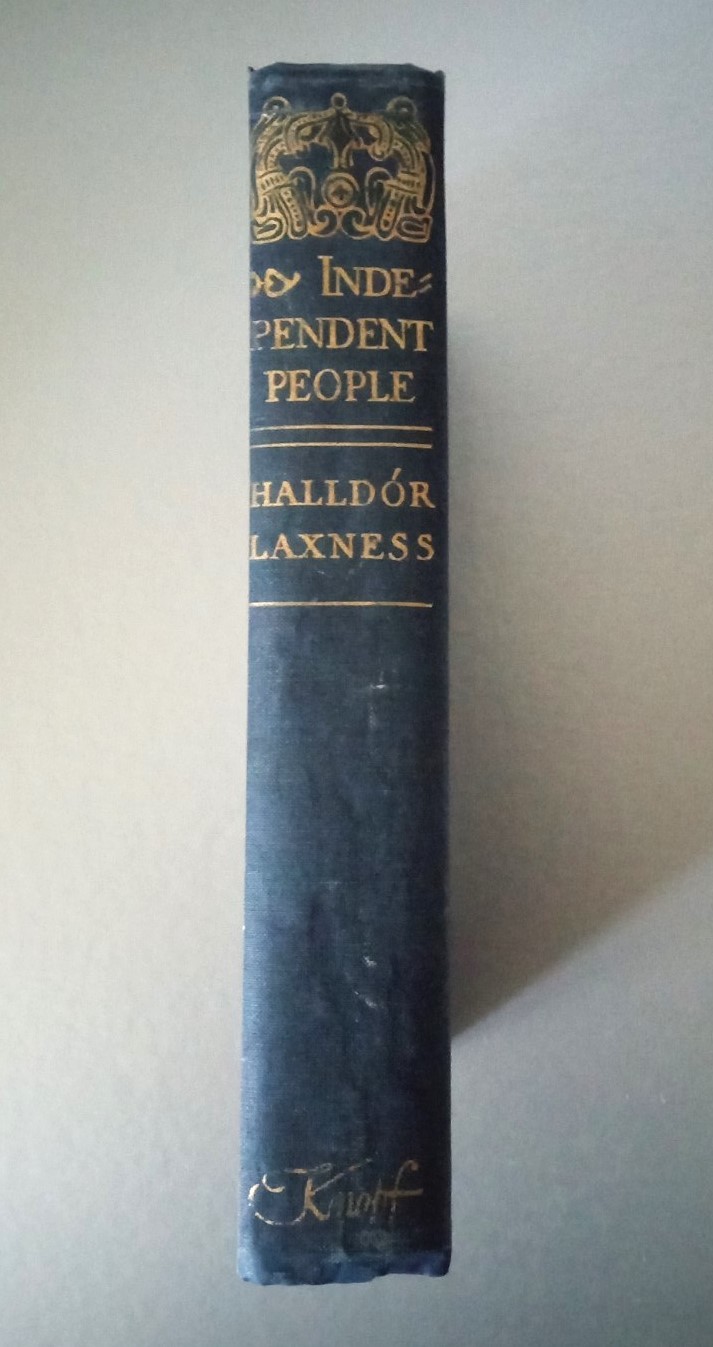 INDE=
PENDENT
PEOPLE
HALLDÓR
LAXNESS
Knopf